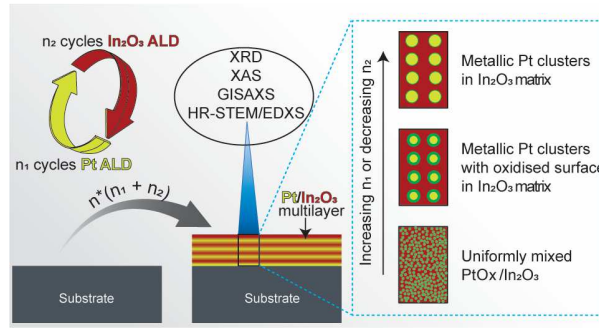 n₂ cycles In₂O₃ ALD
n₁ cycles Pt ALD
n*(n₁ + n₂)
Substrate
XRD
XAS
GISAXS
HR-STEM/EDXS
Pt/In₂O₃
multilayer
Substrate
Increasing n₁ or decreasing n₂
Metallic Pt clusters
in In₂O₃ matrix
Metallic Pt clusters
with oxidised surface
in In₂O₃ matrix
Uniformly mixed
PtOx/In₂O₃